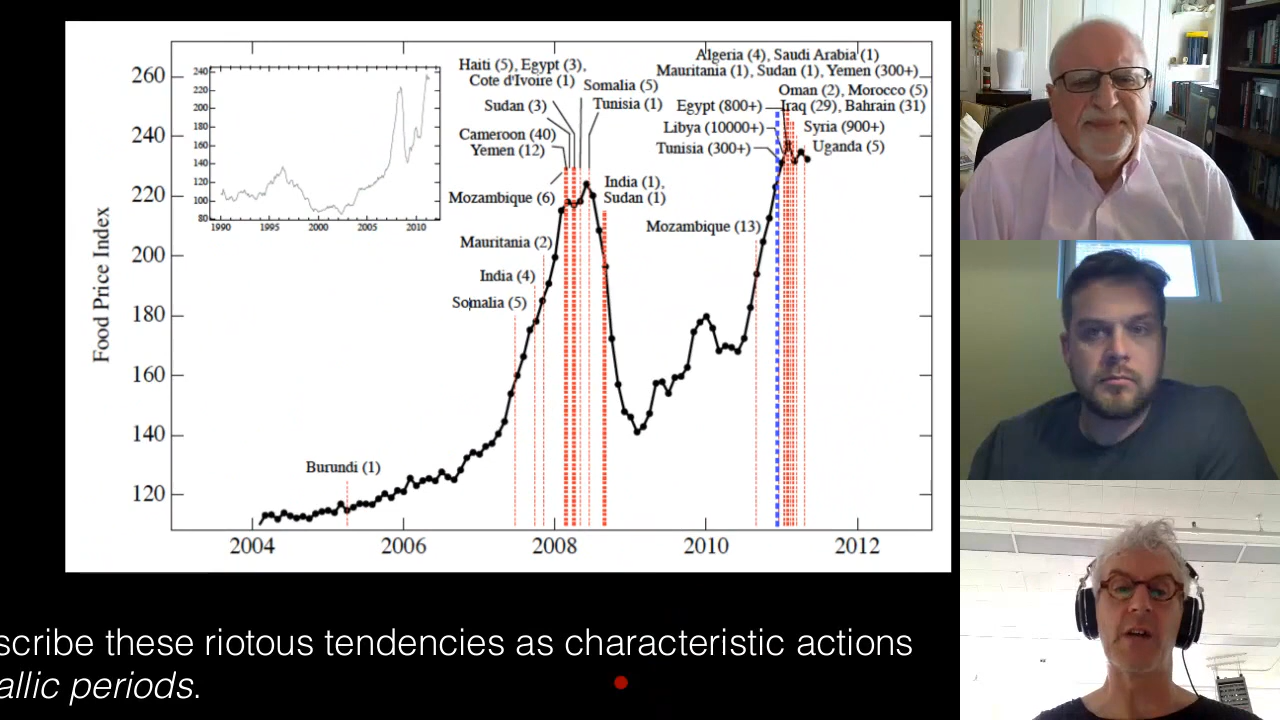 Haiti (5), Egypt (3),
Cote d'Ivoire (1)
Somalia (5)
Tunisia (1)
Sudan (3)
Cameroon (40)
Yemen (12)
Mozambique (6)
India (1),
Sudan (1)
Mauritania (2)
India (4)
Somalia (5)
Burundi (1)
Algeria (4), Saudi Arabia (1)
Mauritania (1), Sudan (1), Yemen (300+)
Oman (2), Morocco (5)
Egypt (800+)
Iraq (29), Bahrain (31)
Libya (10000+)
Syria (900+)
Tunisia (300+)
Uganda (5)
Mozambique (13)
Food Price Index
260
240
220
200
180
160
140
120
2004
2006
2008
2010
2012
240
220
200
180
160
140
120
100
80
1990
1995
2000
2005
2010
scribe these riotous tendencies as characteristic actions
allic periods.